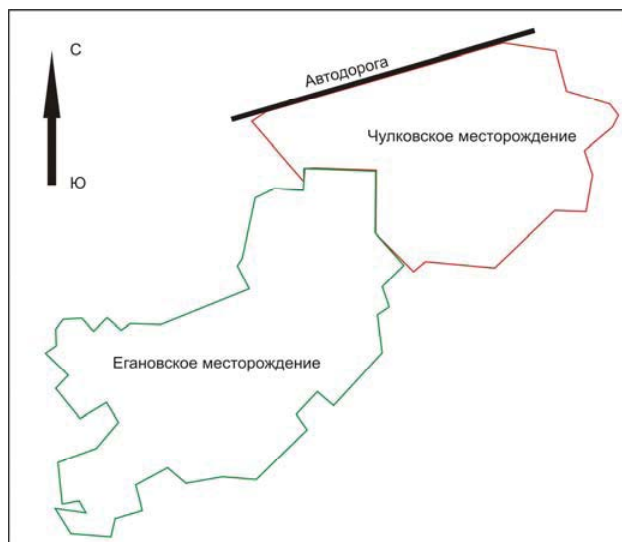 С
Автодорога
Чулковское месторождение
Ю
Егановское месторождение